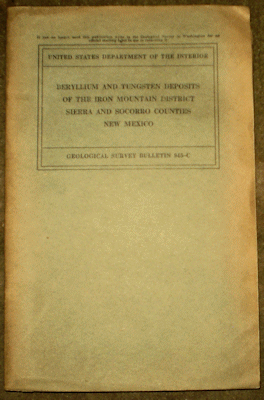 UNITED STATES DEPARTMENT OF THE INTERIOR
BERYLLIUM AND TUNGSTEN DEPOSITS
OF THE IRON MOUNTAIN DISTRICT
SIERRA AND SOCORRO COUNTIES
NEW MEXICO
GEOLOGICAL SURVEY BULLETIN 945-C